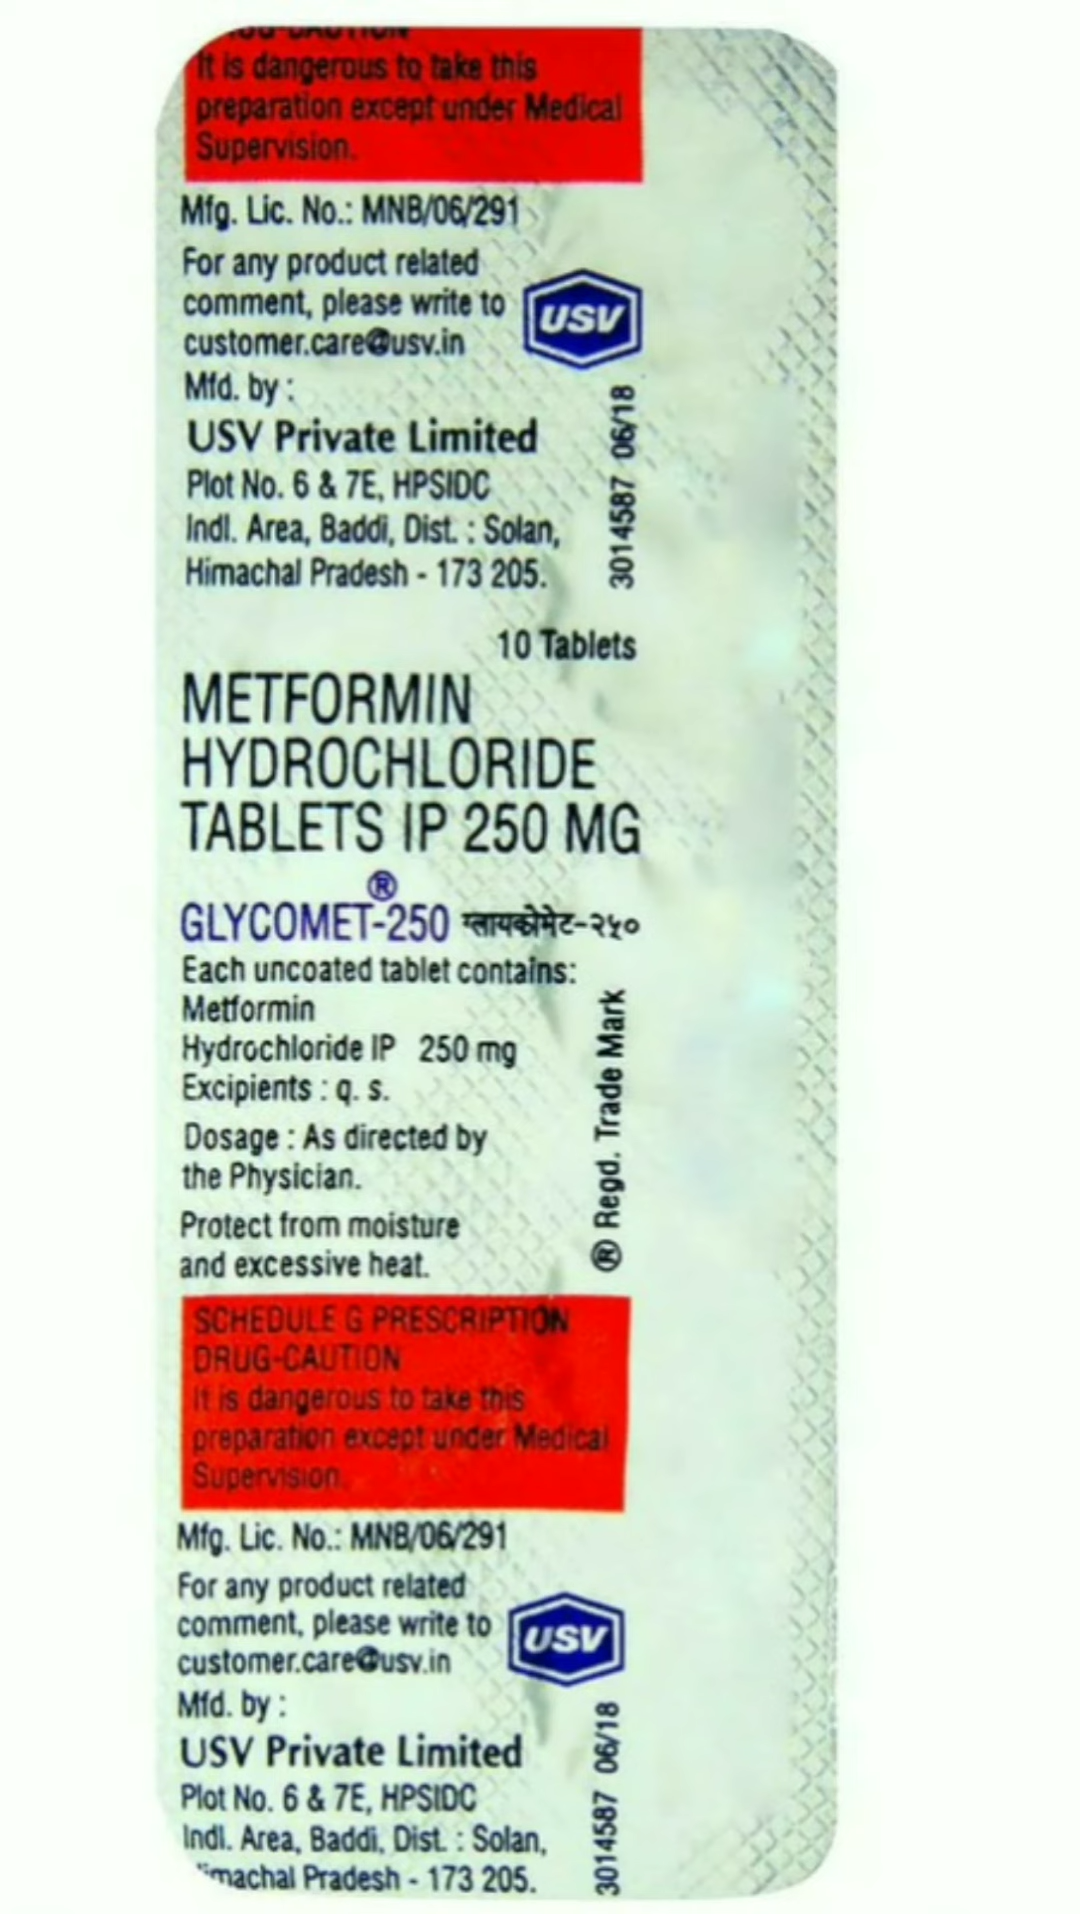 It is dangerous to take this
preparation except under Medical
Supervision.
Mfg. Lic. No.: MNB/06/291
For any product related
comment, please write to
customer.care@usv.in
USV
Mfd. by :
USV Private Limited
Plot No. 6 & 7E, HPSIDC
Indl. Area, Baddi, Dist. : Solan,
Himachal Pradesh - 173 205.
3014587 06/18
10 Tablets
METFORMIN
HYDROCHLORIDE
TABLETS IP 250 MG
®
GLYCOMET-250 ग्लायकोमेट-२५०
Each uncoated tablet contains:
Metformin
Hydrochloride IP 250 mg
Excipients : q. s.
Dosage : As directed by
the Physician.
Protect from moisture
and excessive heat.
® Regd. Trade Mark
SCHEDULE G PRESCRIPTION
DRUG-CAUTION
It is dangerous to take this
preparation except under Medical
Supervision.
Mfg. Lic. No.: MNB/06/291
For any product related
comment, please write to
customer.care@usv.in
USV
Mfd. by :
USV Private Limited
Plot No. 6 & 7E, HPSIDC
Indl. Area, Baddi, Dist. : Solan,
Pradesh - 173 205.
3014587 06/18